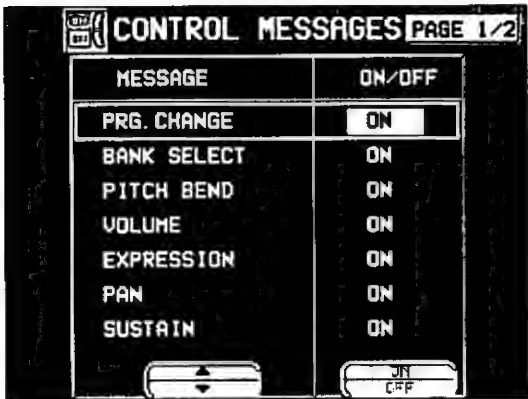 CONTROL MESSAGES PAGE 1/2
MESSAGE ON/OFF
PRG. CHANGE ON
BANK SELECT ON
PITCH BEND ON
VOLUME ON
EXPRESSION ON
PAN ON
SUSTAIN ON
ON
OFF